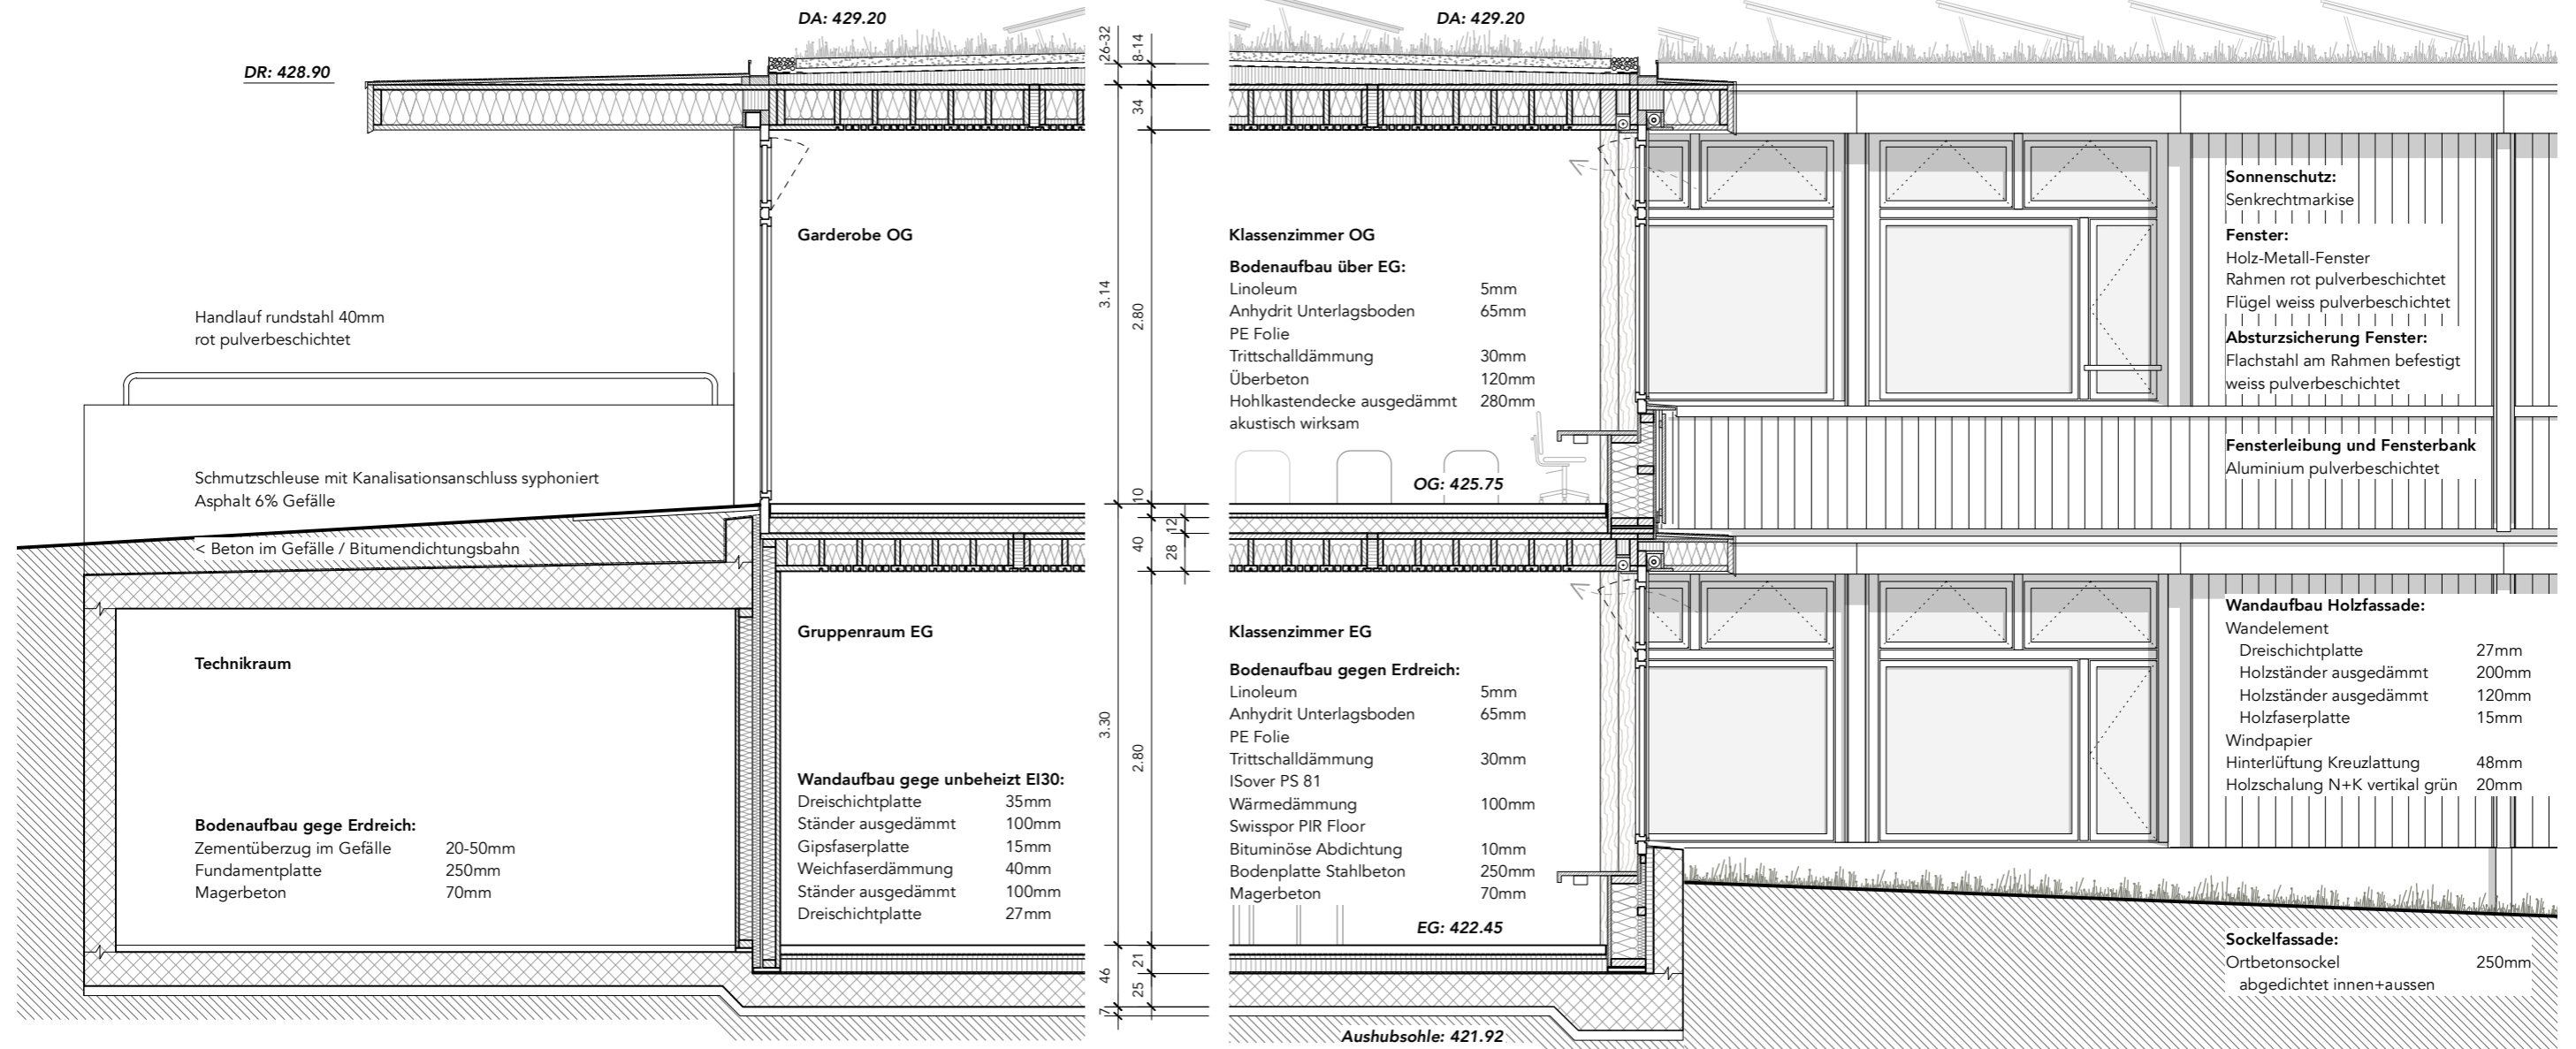 DA: 429.20
DA: 429.20
DR: 428.90
26-32
8-14
34
Garderobe OG
Handlauf rundstahl 40mm
rot pulverbeschichtet
Schmutzschleuse mit Kanalisationsanschluss syphoniert
Asphalt 6% Gefälle
< Beton im Gefälle / Bitumendichtungsbahn
3.14
2.80
10
12
40
28
Klassenzimmer OG
Bodenaufbau über EG:
Linoleum 5mm
Anhydrit Unterlagsboden 65mm
PE Folie
Trittschalldämmung 30mm
Überbeton 120mm
Hohlkastendecke ausgedämmt 280mm
akustisch wirksam
OG: 425.75
Sonnenschutz:
Senkrechtmarkise
Fenster:
Holz-Metall-Fenster
Rahmen rot pulverbeschichtet
Flügel weiss pulverbeschichtet
Absturzsicherung Fenster:
Flachstahl am Rahmen befestigt
weiss pulverbeschichtet
Fensterleibung und Fensterbank
Aluminium pulverbeschichtet
Technikraum
Bodenaufbau gege Erdreich:
Zementüberzug im Gefälle 20-50mm
Fundamentplatte 250mm
Magerbeton 70mm
Gruppenraum EG
Wandaufbau gege unbeheizt EI30:
Dreischichtplatte 35mm
Ständer ausgedämmt 100mm
Gipsfaserplatte 15mm
Weichfaserdämmung 40mm
Ständer ausgedämmt 100mm
Dreischichtplatte 27mm
3.30
2.80
46
21
25
7
Klassenzimmer EG
Bodenaufbau gegen Erdreich:
Linoleum 5mm
Anhydrit Unterlagsboden 65mm
PE Folie
Trittschalldämmung 30mm
ISover PS 81
Wärmedämmung 100mm
Swisspor PIR Floor
Bituminöse Abdichtung 10mm
Bodenplatte Stahlbeton 250mm
Magerbeton 70mm
EG: 422.45
Aushubsohle: 421.92
Wandaufbau Holzfassade:
Wandelement
Dreischichtplatte 27mm
Holzständer ausgedämmt 200mm
Holzständer ausgedämmt 120mm
Holzfaserplatte 15mm
Windpapier
Hinterlüftung Kreuzlattung 48mm
Holzschalung N+K vertikal grün 20mm
Sockelfassade:
Ortbetonsockel 250mm
abgedichtet innen+aussen